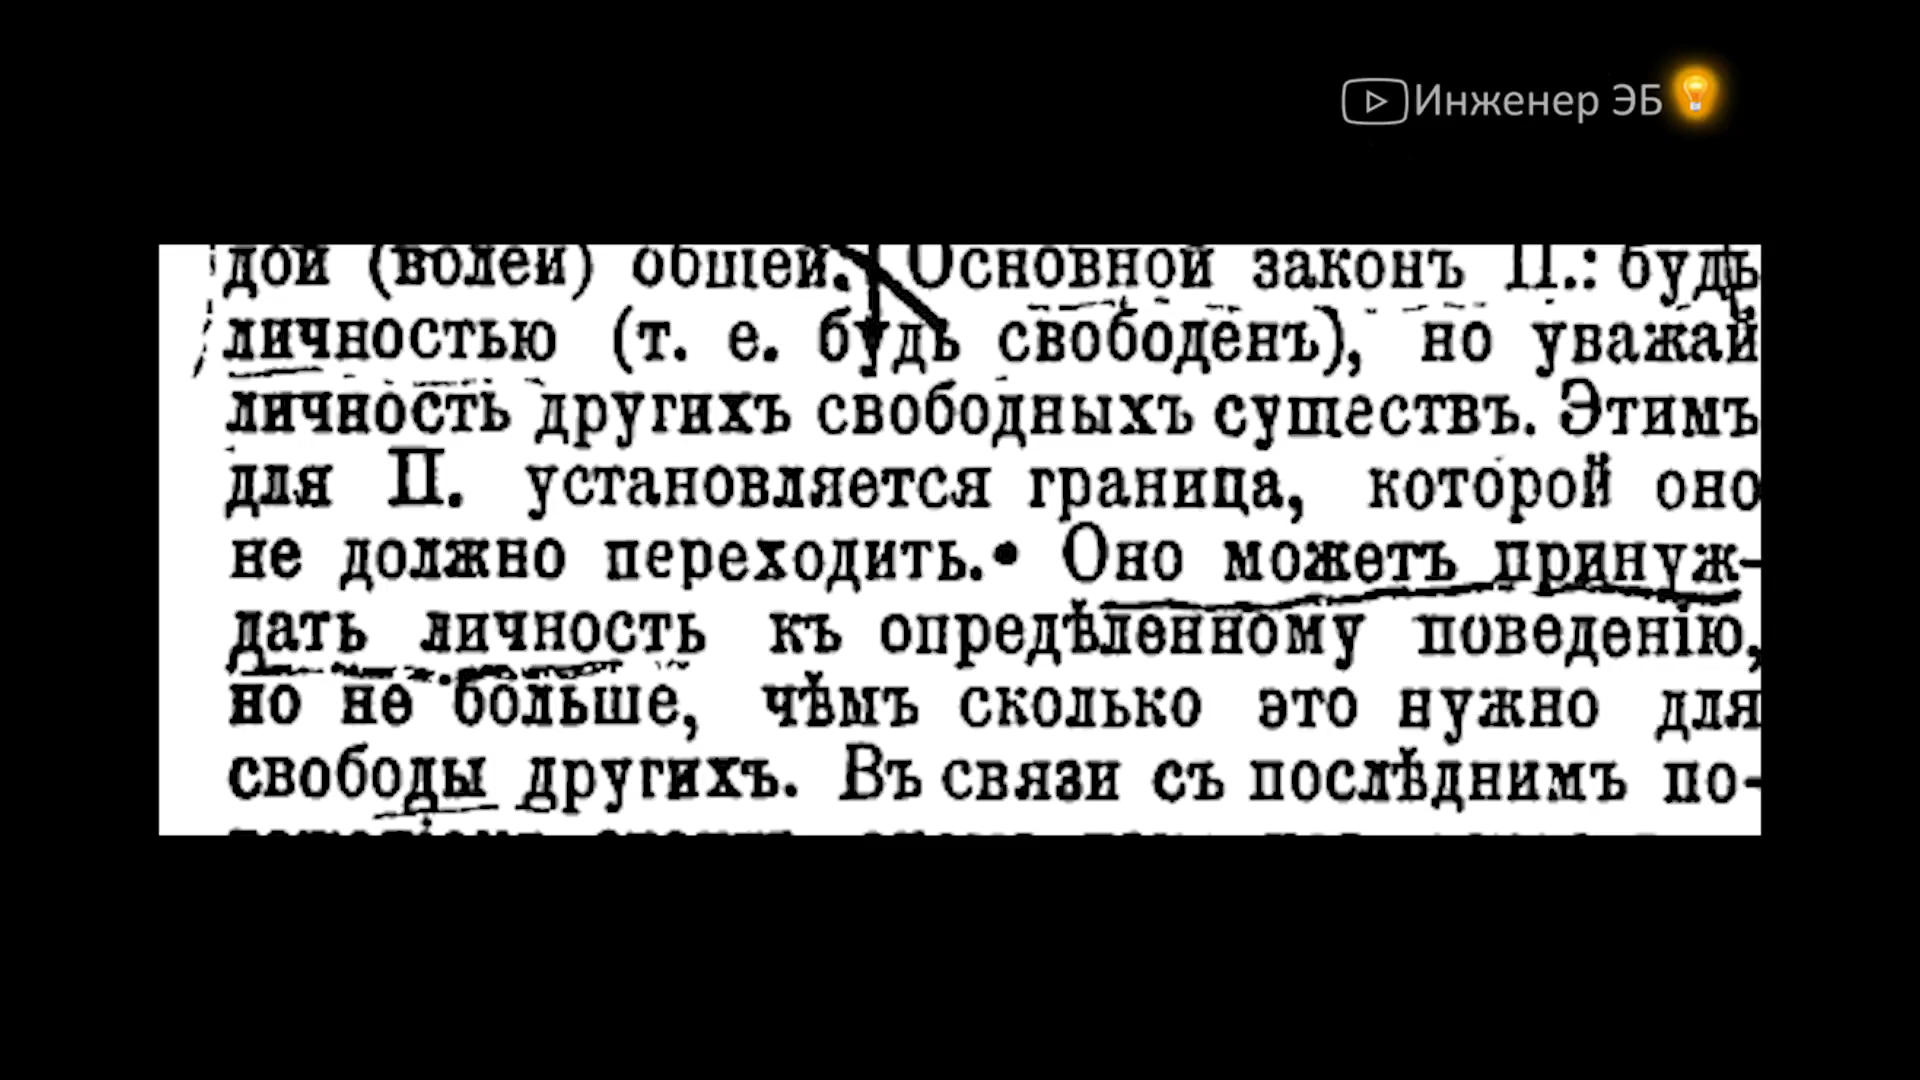 Инженер ЭБ
дой (волей) общей. Основной законъ П.: будь
личностью (т. е. будь свободенъ), но уважай
личность другихъ свободныхъ существъ. Этимъ
для П. установляется граница, которой оно
не должно переходить. Оно можетъ принуж-
дать личность къ опредѣленному поведенію,
но не больше, чѣмъ сколько это нужно для
свободы другихъ. Въ связи съ послѣднимъ по-